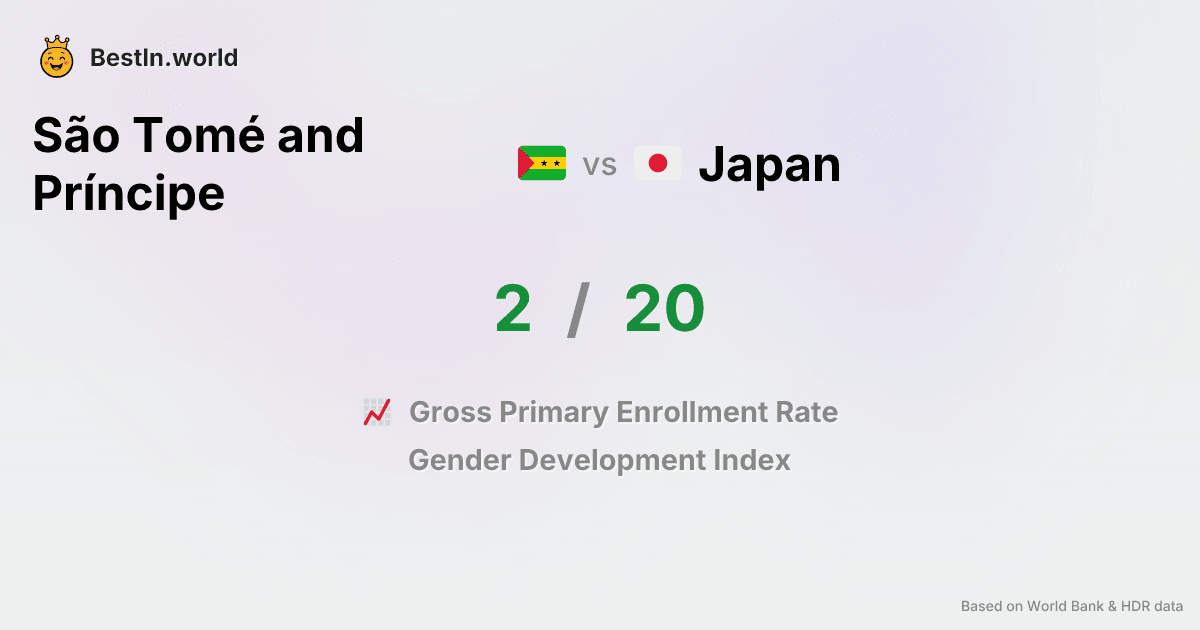 BestIn.world
São Tomé and
Príncipe
vs
Japan
2 / 20
Gross Primary Enrollment Rate
Gender Development Index
Based on World Bank & HDR data